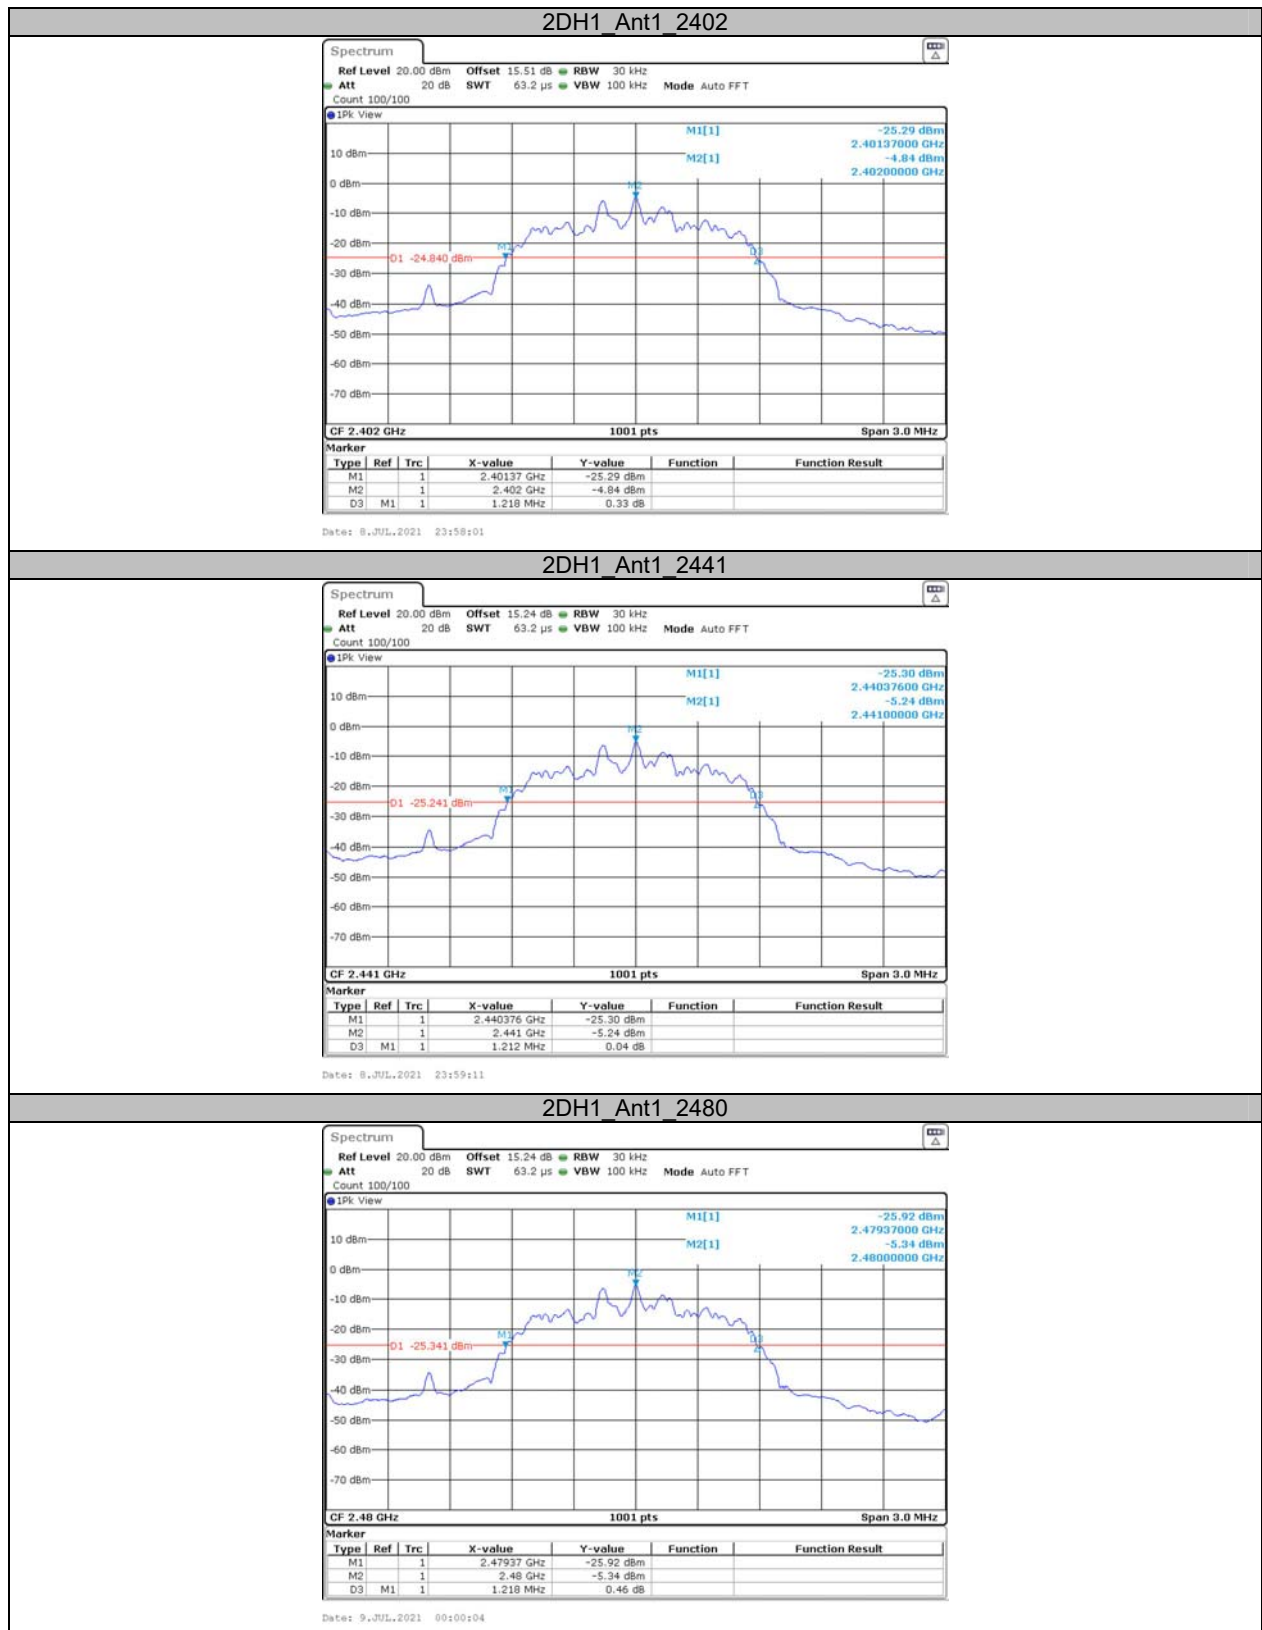 2DH1_Ant1_2402
Spectrum
Ref Level 20.00 dBm Offset 15.51 dB RBW 30 kHz
Att 20 dB SWT 63.2 µs VBW 100 kHz Mode Auto FFT
Count 100/100
1Pk View
M1[1] -25.29 dBm
2.40137000 GHz
10 dBm M2[1] -4.84 dBm
2.40200000 GHz
0 dBm
M2
-10 dBm
-20 dBm
M1
D3
D1 -24.840 dBm
-30 dBm
-40 dBm
-50 dBm
-60 dBm
-70 dBm
CF 2.402 GHz 1001 pts Span 3.0 MHz
Marker
Type Ref Trc X-value Y-value Function Function Result
M1 1 2.40137 GHz -25.29 dBm
M2 1 2.402 GHz -4.84 dBm
D3 M1 1 1.218 MHz 0.33 dB
Date: 8.JUL.2021 23:58:01
2DH1_Ant1_2441
Spectrum
Ref Level 20.00 dBm Offset 15.24 dB RBW 30 kHz
Att 20 dB SWT 63.2 µs VBW 100 kHz Mode Auto FFT
Count 100/100
1Pk View
M1[1] -25.30 dBm
2.44037600 GHz
10 dBm M2[1] -5.24 dBm
2.44100000 GHz
0 dBm
M2
-10 dBm
-20 dBm
M1
D3
D1 -25.241 dBm
-30 dBm
-40 dBm
-50 dBm
-60 dBm
-70 dBm
CF 2.441 GHz 1001 pts Span 3.0 MHz
Marker
Type Ref Trc X-value Y-value Function Function Result
M1 1 2.440376 GHz -25.30 dBm
M2 1 2.441 GHz -5.24 dBm
D3 M1 1 1.212 MHz 0.04 dB
Date: 8.JUL.2021 23:59:11
2DH1_Ant1_2480
Spectrum
Ref Level 20.00 dBm Offset 15.24 dB RBW 30 kHz
Att 20 dB SWT 63.2 µs VBW 100 kHz Mode Auto FFT
Count 100/100
1Pk View
M1[1] -25.92 dBm
2.47937000 GHz
10 dBm M2[1] -5.34 dBm
2.48000000 GHz
0 dBm
M2
-10 dBm
-20 dBm
M1
D3
D1 -25.341 dBm
-30 dBm
-40 dBm
-50 dBm
-60 dBm
-70 dBm
CF 2.48 GHz 1001 pts Span 3.0 MHz
Marker
Type Ref Trc X-value Y-value Function Function Result
M1 1 2.47937 GHz -25.92 dBm
M2 1 2.48 GHz -5.34 dBm
D3 M1 1 1.218 MHz 0.46 dB
Date: 9.JUL.2021 00:00:04